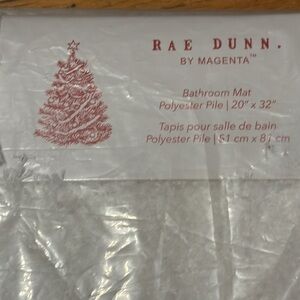 RAE DUNN.
BY MAGENTA™
Bathroom Mat
Polyester Pile | 20" x 32"
Tapis pour salle de bain
Polyester Pile | 51 cm x 81 cm